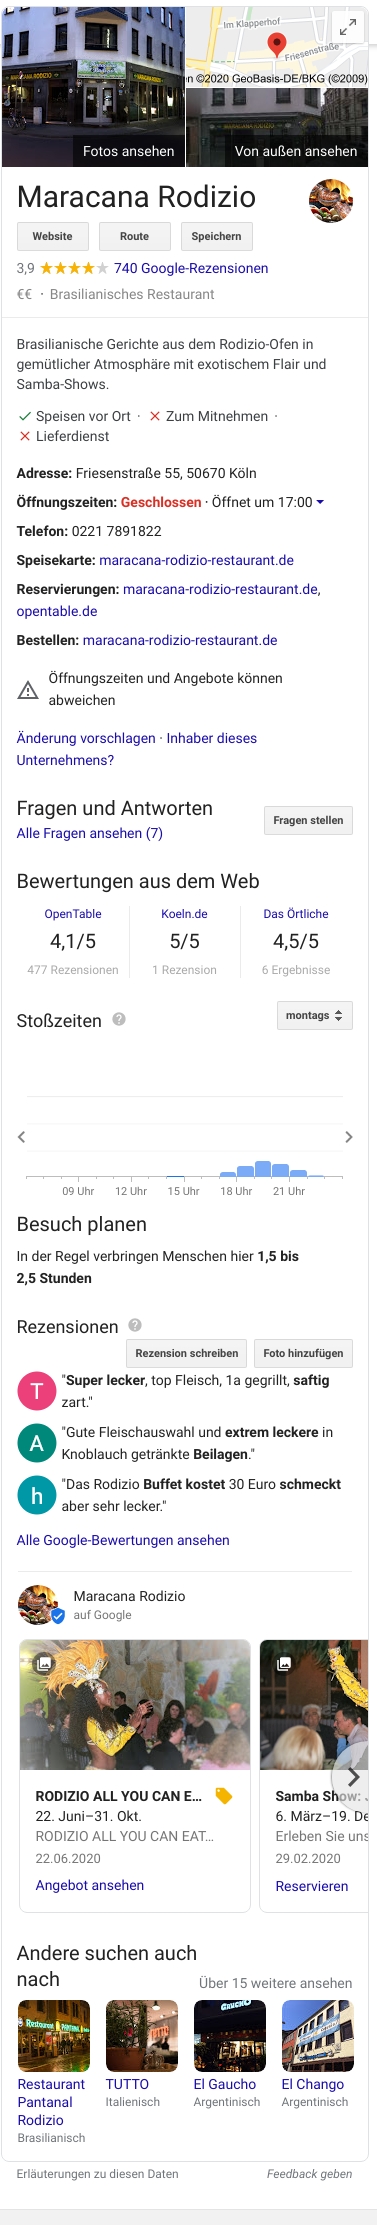 Im Klapperhof
Friesenstraße
©2020 GeoBasis-DE/BKG (©2009)
MARACANA RODIZIO
Fotos ansehen
Von außen ansehen
Maracana Rodizio
Website
Route
Speichern
3,9 740 Google-Rezensionen
€€ · Brasilianisches Restaurant
Brasilianische Gerichte aus dem Rodizio-Ofen in
gemütlicher Atmosphäre mit exotischem Flair und
Samba-Shows.
Speisen vor Ort · Zum Mitnehmen ·
Lieferdienst
Adresse: Friesenstraße 55, 50670 Köln
Öffnungszeiten: Geschlossen · Öffnet um 17:00
Telefon: 0221 7891822
Speisekarte: maracana-rodizio-restaurant.de
Reservierungen: maracana-rodizio-restaurant.de,
opentable.de
Bestellen: maracana-rodizio-restaurant.de
Öffnungszeiten und Angebote können
abweichen
Änderung vorschlagen · Inhaber dieses
Unternehmens?
Fragen und Antworten
Alle Fragen ansehen (7)
Fragen stellen
Bewertungen aus dem Web
OpenTable
4,1/5
477 Rezensionen
Koeln.de
5/5
1 Rezension
Das Örtliche
4,5/5
6 Ergebnisse
Stoßzeiten
montags
09 Uhr 12 Uhr 15 Uhr 18 Uhr 21 Uhr
Besuch planen
In der Regel verbringen Menschen hier 1,5 bis
2,5 Stunden
Rezensionen
Rezension schreiben
Foto hinzufügen
T
"Super lecker, top Fleisch, 1a gegrillt, saftig
zart."
A
"Gute Fleischauswahl und extrem leckere in
Knoblauch getränkte Beilagen."
h
"Das Rodizio Buffet kostet 30 Euro schmeckt
aber sehr lecker."
Alle Google-Bewertungen ansehen
Maracana Rodizio
auf Google
RODIZIO ALL YOU CAN E...
22. Juni–31. Okt.
RODIZIO ALL YOU CAN EAT...
22.06.2020
Angebot ansehen
Samba Show: J
6. März–19. De
Erleben Sie uns
29.02.2020
Reservieren
Andere suchen auch
nach
Über 15 weitere ansehen
Restaurant PANTANAL
GAUCHO
Restaurant
Pantanal
Rodizio
Brasilianisch
TUTTO
Italienisch
El Gaucho
Argentinisch
El Chango
Argentinisch
Erläuterungen zu diesen Daten
Feedback geben